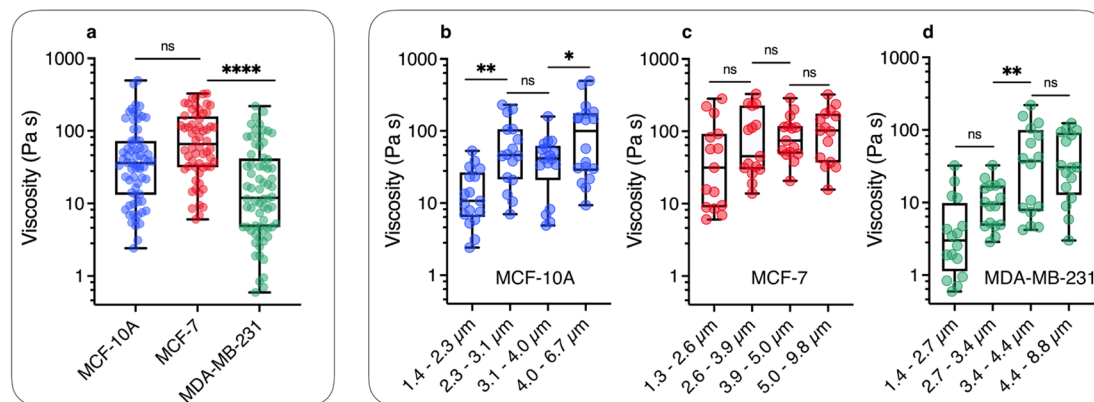 a
Viscosity (Pa s)
1000
100
10
1
ns
****
MCF-10A
MCF-7
MDA-MB-231
b
Viscosity (Pa s)
1000
100
10
1
**
ns
*
MCF-10A
1.4 - 2.3 µm
2.3 - 3.1 µm
3.1 - 4.0 µm
4.0 - 6.7 µm
c
Viscosity (Pa s)
1000
100
10
1
ns
ns
ns
MCF-7
1.3 - 2.6 µm
2.6 - 3.9 µm
3.9 - 5.0 µm
5.0 - 9.8 µm
d
Viscosity (Pa s)
1000
100
10
1
ns
**
ns
MDA-MB-231
1.4 - 2.7 µm
2.7 - 3.4 µm
3.4 - 4.4 µm
4.4 - 8.8 µm